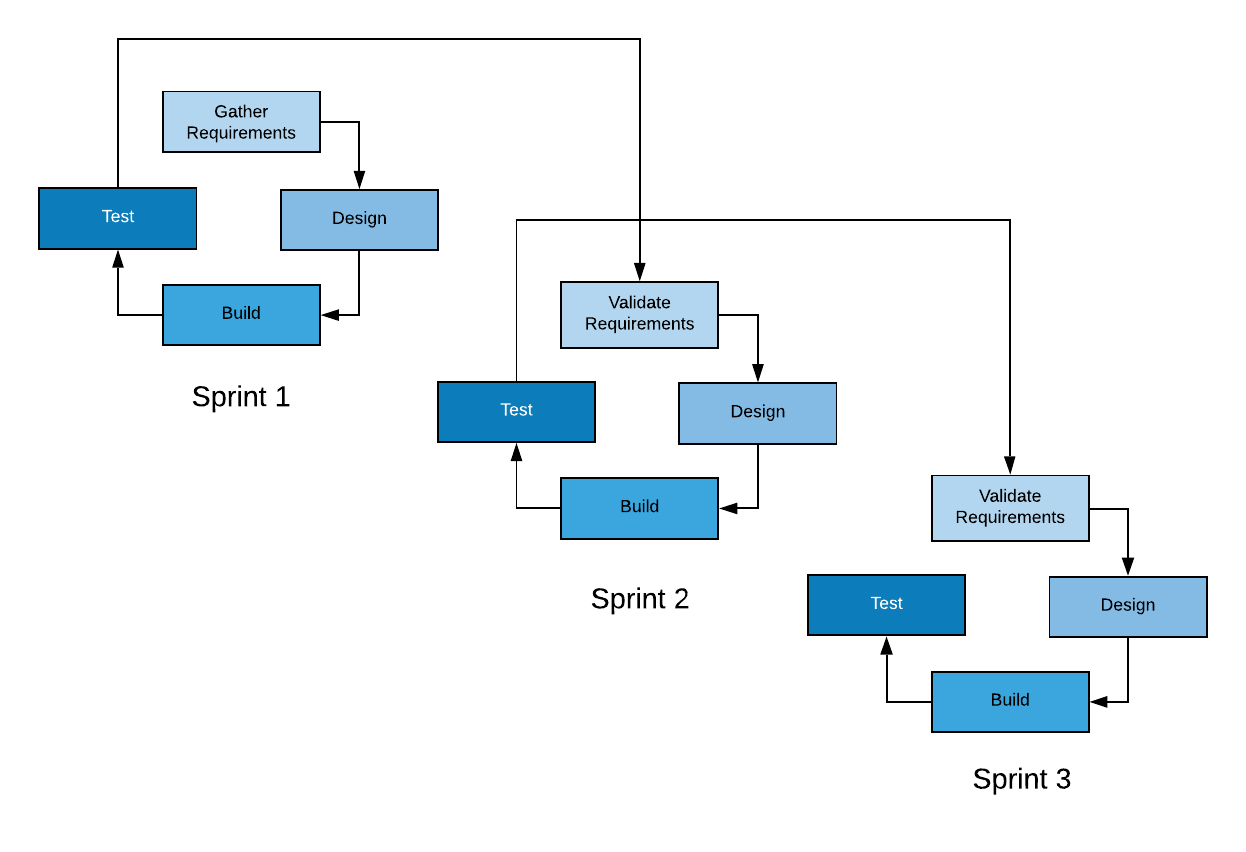 Gather
Requirements
Test
Design
Build
Sprint 1
Validate
Requirements
Test
Design
Build
Sprint 2
Validate
Requirements
Test
Design
Build
Sprint 3